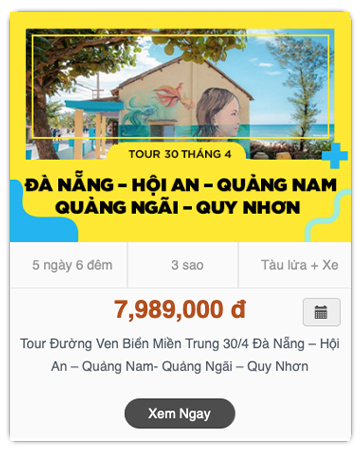 TOUR 30 THÁNG 4
ĐÀ NẴNG – HỘI AN – QUẢNG NAM
QUẢNG NGÃI – QUY NHƠN
5 ngày 6 đêm
3 sao
Tàu lửa + Xe
7,989,000 đ
Tour Đường Ven Biển Miền Trung 30/4 Đà Nẵng – Hội
An – Quảng Nam- Quảng Ngãi – Quy Nhơn
Xem Ngay